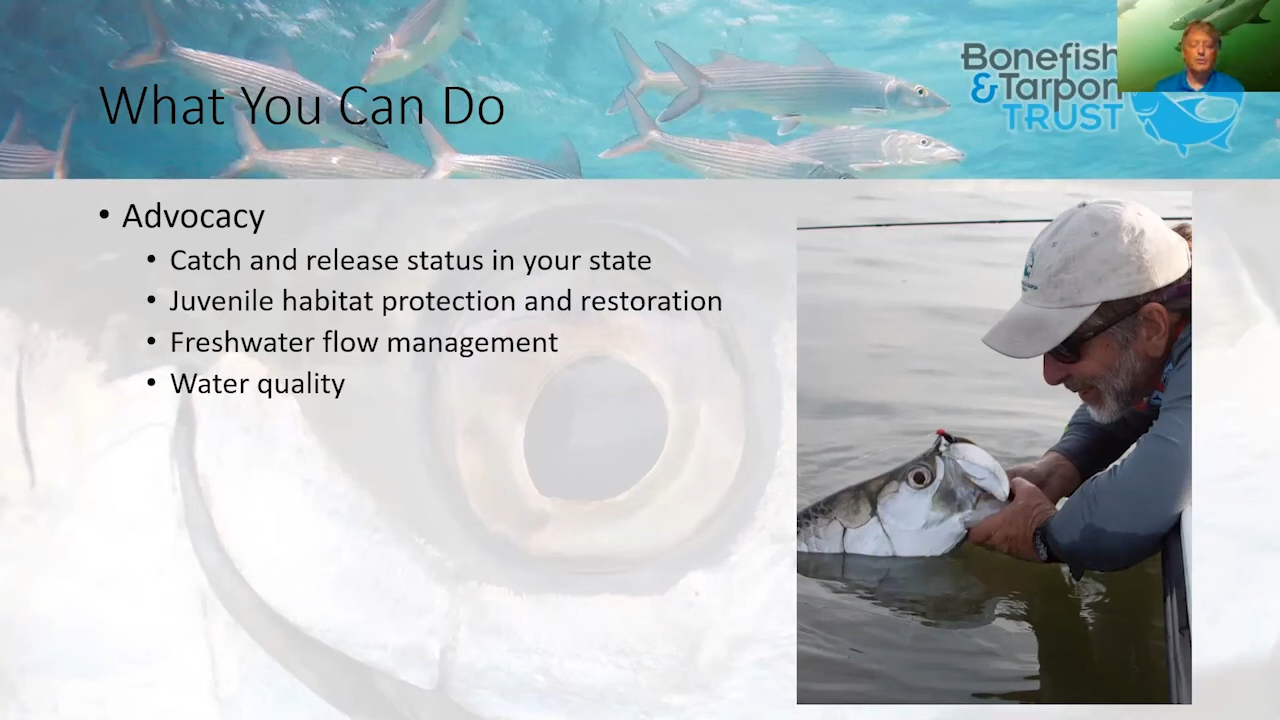 What You Can Do
Bonefish
& Tarpon
TRUST
• Advocacy
• Catch and release status in your state
• Juvenile habitat protection and restoration
• Freshwater flow management
• Water quality